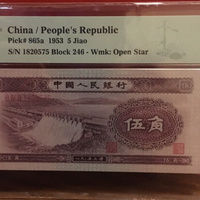 China / People's Republic
Pick# 865a 1953 5 Jiao
S/N 1820575 Block 246 - Wmk: Open Star
中国人民银行
伍角